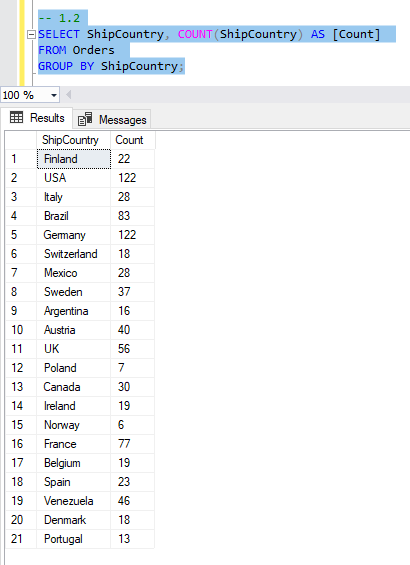 -- 1.2
SELECT ShipCountry, COUNT(ShipCountry) AS [Count]
FROM Orders
GROUP BY ShipCountry;
100 %
Results Messages
ShipCountry Count
1 Finland 22
2 USA 122
3 Italy 28
4 Brazil 83
5 Germany 122
6 Switzerland 18
7 Mexico 28
8 Sweden 37
9 Argentina 16
10 Austria 40
11 UK 56
12 Poland 7
13 Canada 30
14 Ireland 19
15 Norway 6
16 France 77
17 Belgium 19
18 Spain 23
19 Venezuela 46
20 Denmark 18
21 Portugal 13